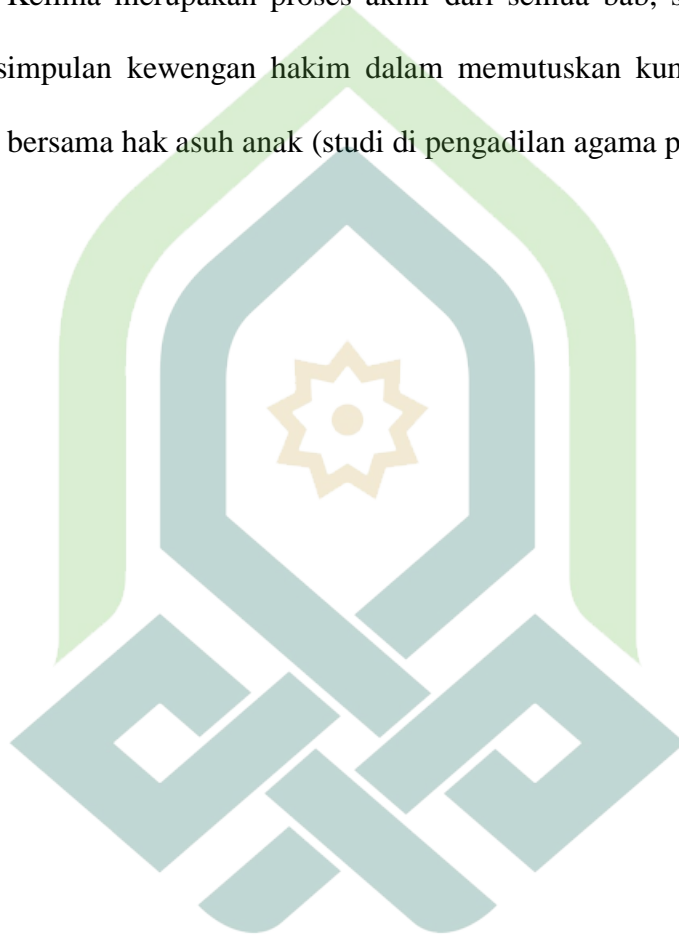 Kelima merupakan proses akhir dari semua bab,
simpulan kewengan hakim dalam memutuskan
bersama hak asuh anak (studi di pengadilan agama